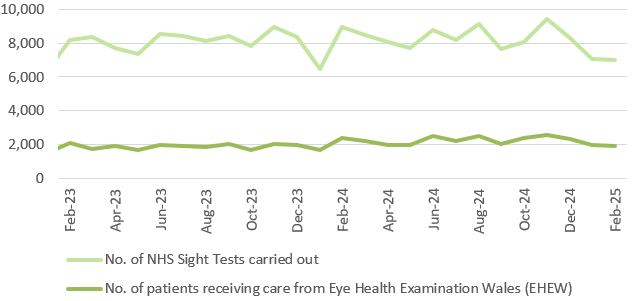 10,000
8,000
6,000
4,000
2,000
0
Feb-23
Apr-23
Jun-23
Aug-23
Oct-23
Dec-23
Feb-24
Apr-24
Jun-24
Aug-24
Oct-24
Dec-24
Feb-25
No. of NHS Sight Tests carried out
No. of patients receiving care from Eye Health Examination Wales (EHEW)